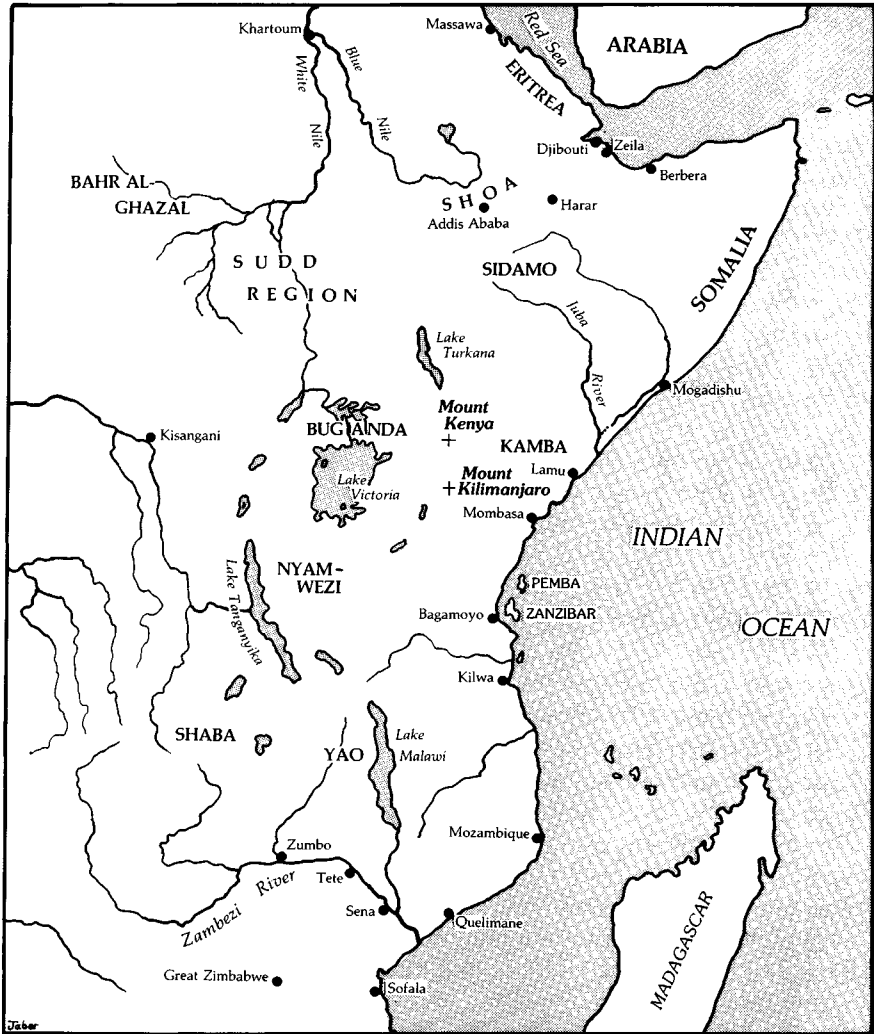 Khartoum
Massawa
Red Sea
ARABIA
White
Nile
Blue
Nile
ERITREA
Djibouti
Zeila
Berbera
BAHR AL-
GHAZAL
SHOA
Addis Ababa
Harar
SUDD
REGION
SIDAMO
SOMALIA
Juba
River
Lake
Turkana
Mogadishu
Kisangani
BUGANDA
Mount
Kenya
KAMBA
Lamu
Lake
Victoria
Mount
Kilimanjaro
Mombasa
INDIAN
OCEAN
Lake Tanganyika
NYAM-
WEZI
PEMBA
Bagamoyo
ZANZIBAR
Kilwa
SHABA
YAO
Lake
Malawi
Mozambique
Zumbo
Tete
Zambezi River
Sena
Quelimane
MADAGASCAR
Great Zimbabwe
Sofala
Jaber